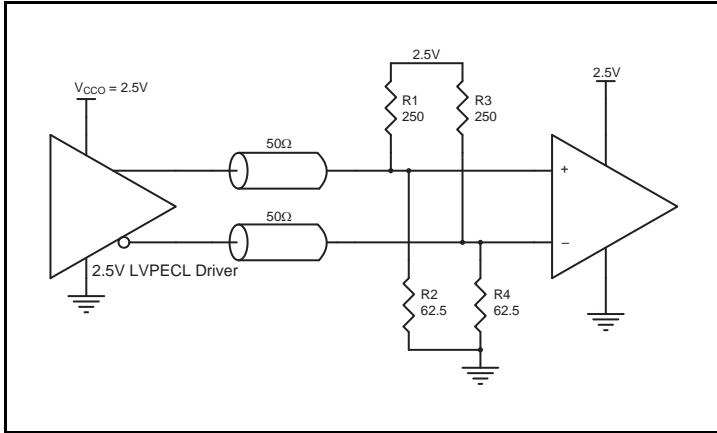 2.5V
V_CCO = 2.5V
2.5V
R1
250
R3
250
50Ω
+
50Ω
−
2.5V LVPECL Driver
R2
62.5
R4
62.5